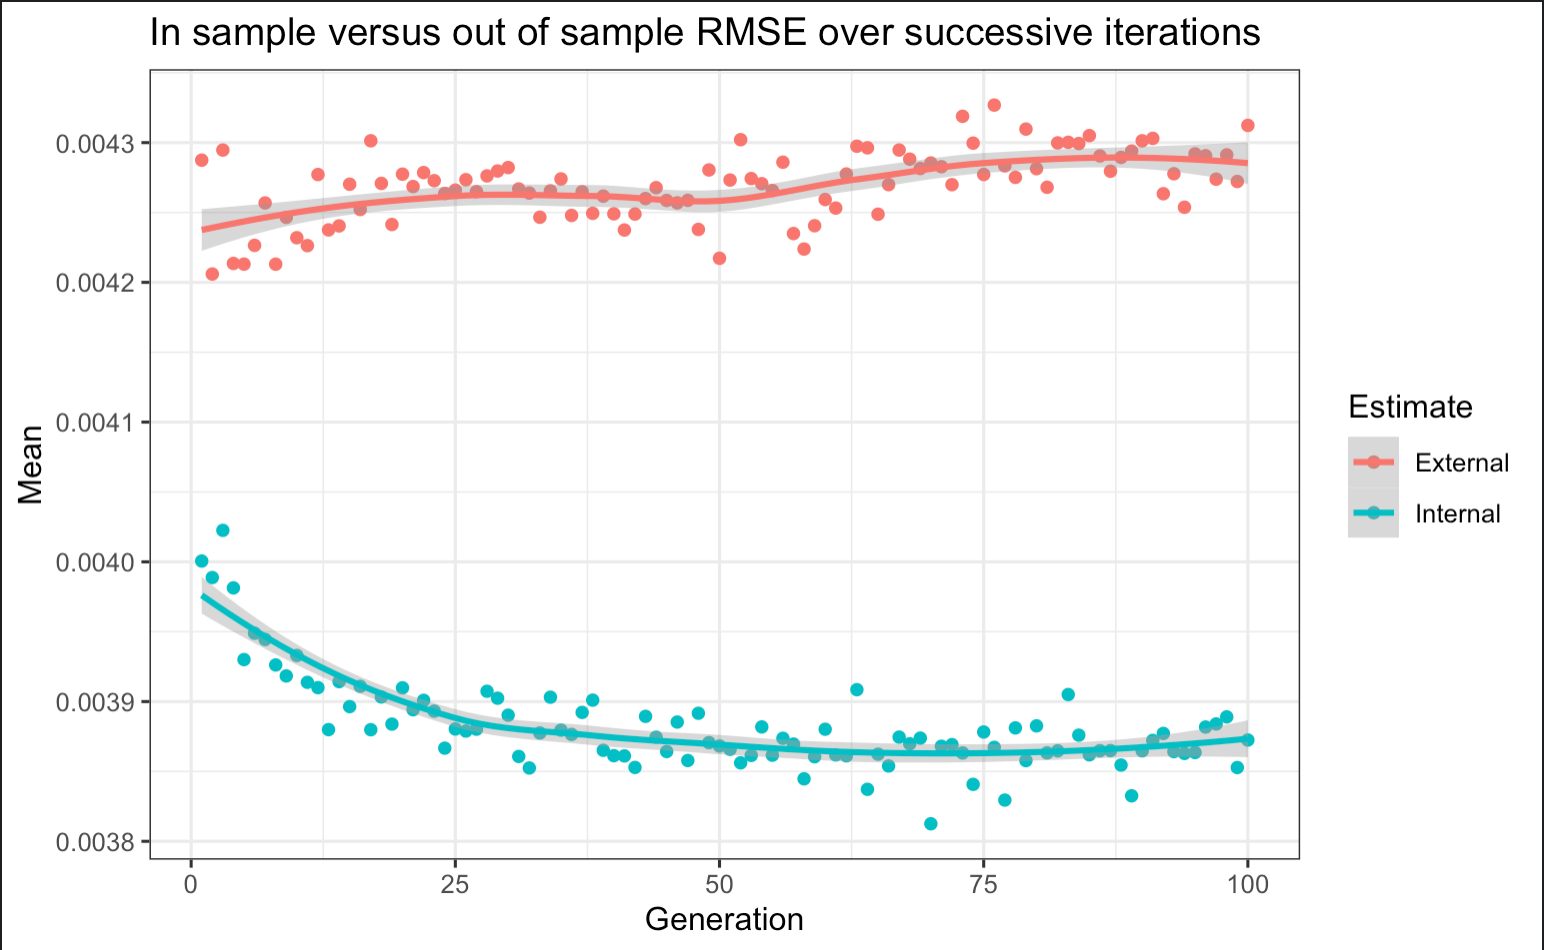 In sample versus out of sample RMSE over successive iterations
0.0043
0.0042
0.0041
0.0040
0.0039
0.0038
Mean
0 25 50 75 100
Generation
Estimate
External
Internal